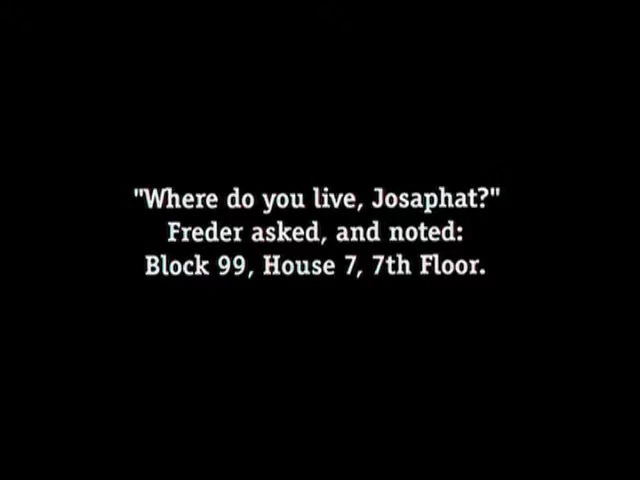 "Where do you live, Josaphat?"
Freder asked, and noted:
Block 99, House 7, 7th Floor.